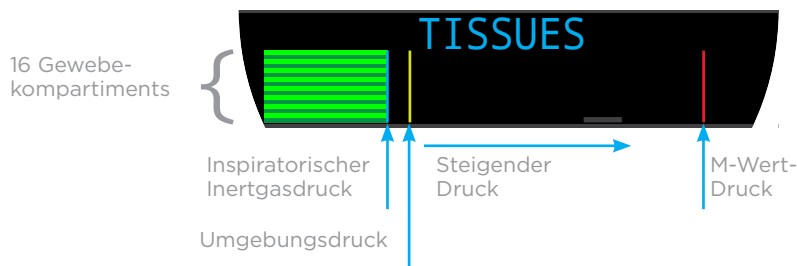 TISSUES
16 Gewebe-
kompartiments
Inspiratorischer
Inertgasdruck
Steigender
Druck
M-Wert-
Druck
Umgebungsdruck